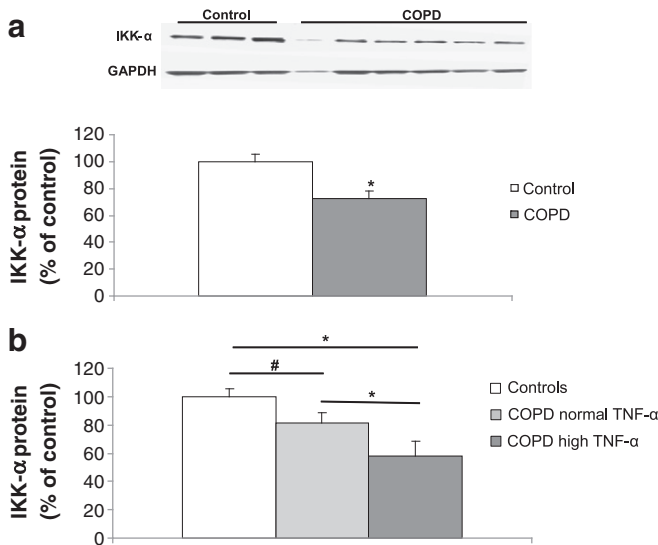 a
Control
COPD
IKK-α
GAPDH
IKK-α protein
(% of control)
120
100
80
60
40
20
0
*
Control
COPD
b
IKK-α protein
(% of control)
120
100
80
60
40
20
0
*
#
*
Controls
COPD normal TNF-α
COPD high TNF-α